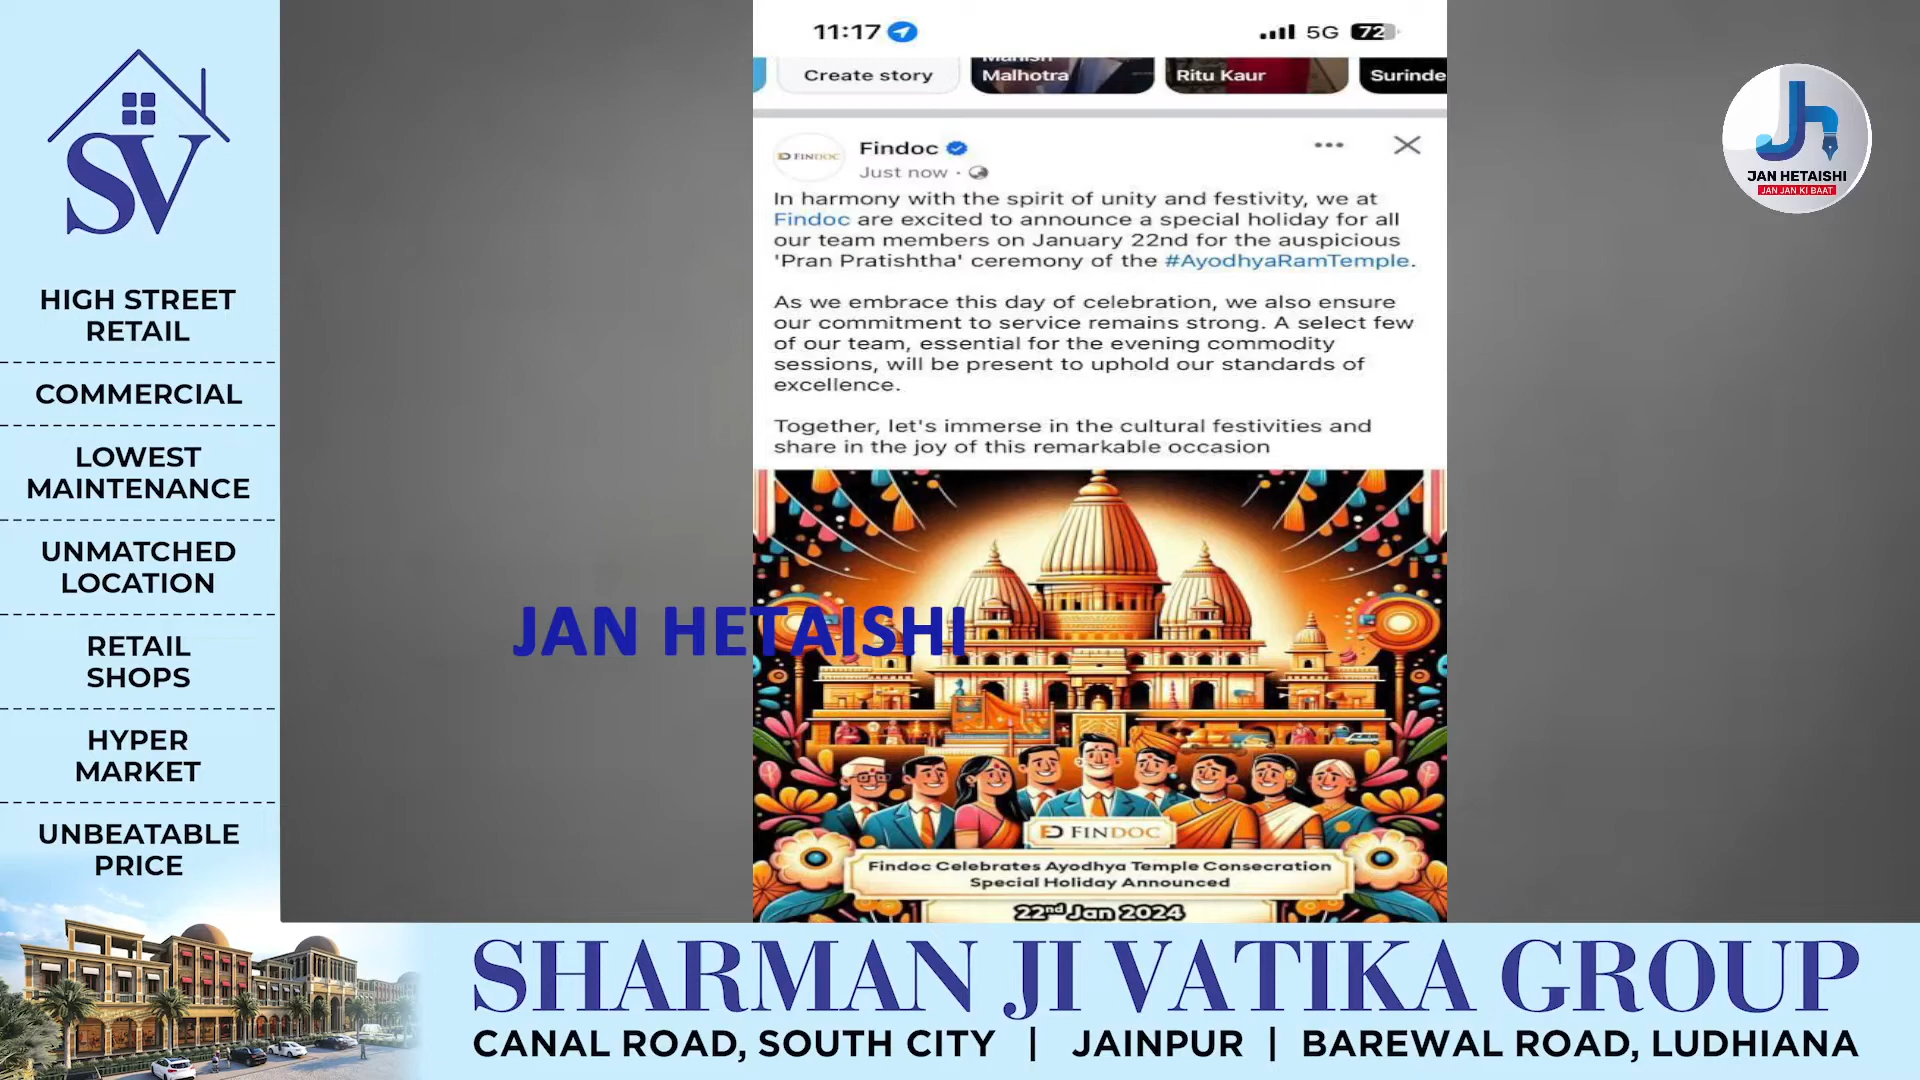 SV
HIGH STREET
RETAIL
COMMERCIAL
LOWEST
MAINTENANCE
UNMATCHED
LOCATION
RETAIL
SHOPS
HYPER
MARKET
UNBEATABLE
PRICE
11:17
5G 72
Create story
Manish
Malhotra
Ritu Kaur
Surinde
FINDOC
Findoc
Just now ·
In harmony with the spirit of unity and festivity, we at
Findoc are excited to announce a special holiday for all
our team members on January 22nd for the auspicious
'Pran Pratishtha' ceremony of the #AyodhyaRamTemple.
As we embrace this day of celebration, we also ensure
our commitment to service remains strong. A select few
of our team, essential for the evening commodity
sessions, will be present to uphold our standards of
excellence.
Together, let's immerse in the cultural festivities and
share in the joy of this remarkable occasion
JAN HETAISHI
FINDOC
Findoc Celebrates Ayodhya Temple Consecration
Special Holiday Announced
22nd Jan 2024
Jh
JAN HETAISHI
JAN JAN KI BAAT
SHARMAN JI VATIKA GROUP
CANAL ROAD, SOUTH CITY | JAINPUR | BAREWAL ROAD, LUDHIANA